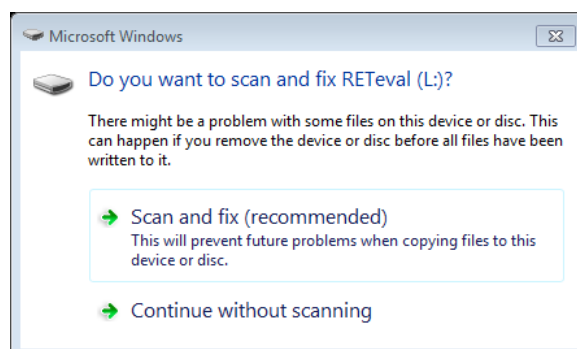 Microsoft Windows
Do you want to scan and fix RETeval (L:)?
There might be a problem with some files on this device or disc. This
can happen if you remove the device or disc before all files have been
written to it.
Scan and fix (recommended)
This will prevent future problems when copying files to this
device or disc.
Continue without scanning